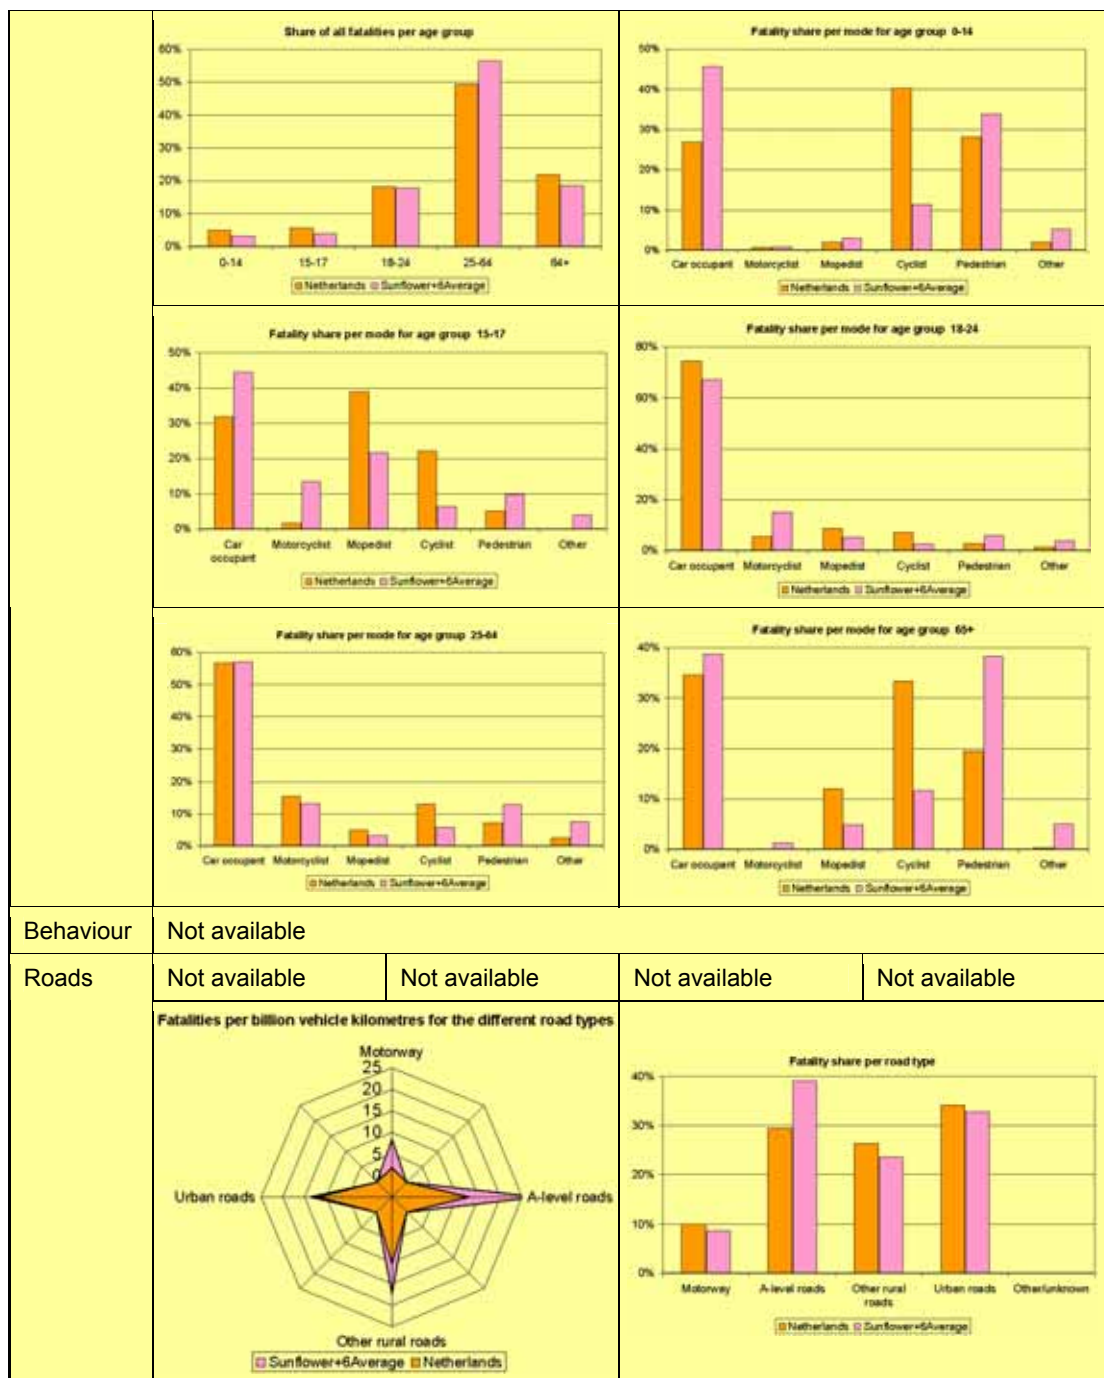 Share of all fatalities per age group
60%
50%
40%
30%
20%
10%
0%
0-14 15-17 18-24 25-64 64+
Netherlands Sunflower+6Average
Fatality share per mode for age group 0-14
50%
40%
30%
20%
10%
0%
Car occupant Motorcyclist Mopedist Cyclist Pedestrian Other
Netherlands Sunflower+6Average
Fatality share per mode for age group 15-17
50%
40%
30%
20%
10%
0%
Car Motorcyclist Mopedist Cyclist Pedestrian Other
occupant
Netherlands Sunflower+6Average
Fatality share per mode for age group 18-24
80%
60%
40%
20%
0%
Car occupant Motorcyclist Mopedist Cyclist Pedestrian Other
Netherlands Sunflower+6Average
Fatality share per mode for age group 25-64
60%
50%
40%
30%
20%
10%
0%
Car occupant Motorcyclist Mopedist Cyclist Pedestrian Other
Netherlands Sunflower+6Average
Fatality share per mode for age group 65+
40%
30%
20%
10%
0%
Car occupant Motorcyclist Mopedist Cyclist Pedestrian Other
Netherlands Sunflower+6Average
Behaviour Not available
Roads Not available Not available Not available Not available
Fatalities per billion vehicle kilometres for the different road types
Motorway
25
20
15
10
5
0
Urban roads A-level roads
Other rural roads
Sunflower+6Average Netherlands
Fatality share per road type
40%
30%
20%
10%
0%
Motorway A-level roads Other rural Urban roads Other/unknown
roads
Netherlands Sunflower+6Average